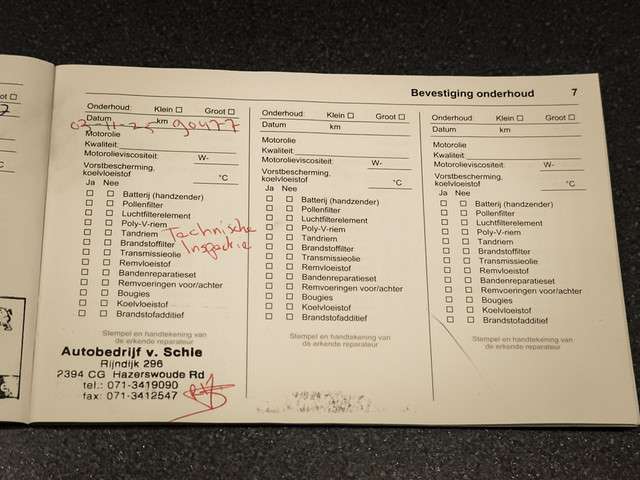 Bevestiging onderhoud 7
Onderhoud: Klein Groot
Datum km
03-11-25 90477
Motorolie
Kwaliteit
Motorolieviscositeit: W-
Vorstbescherming,
koelvloeistof °C
Ja Nee
Batterij (handzender)
Pollenfilter
Luchtfilterelement
Poly-V-riem
Tandriem
Brandstoffilter
Transmissieolie
Remvloeistof
Bandenreparatieset
Remvoeringen voor/achter
Bougies
Koelvloeistof
Brandstofadditief
Technische
Inspectie
Stempel en handtekening van
de erkende reparateur
Autobedrijf v. Schie
Rijndijk 296
2394 CG Hazerswoude Rd
tel.: 071-3419090
fax: 071-3412547
Onderhoud: Klein Groot
Datum km
Motorolie
Kwaliteit
Motorolieviscositeit: W-
Vorstbescherming,
koelvloeistof °C
Ja Nee
Batterij (handzender)
Pollenfilter
Luchtfilterelement
Poly-V-riem
Tandriem
Brandstoffilter
Transmissieolie
Remvloeistof
Bandenreparatieset
Remvoeringen voor/achter
Bougies
Koelvloeistof
Brandstofadditief
Stempel en handtekening van
de erkende reparateur
Onderhoud: Klein Groot
Datum km
Motorolie
Kwaliteit
Motorolieviscositeit: W-
Vorstbescherming,
koelvloeistof °C
Ja Nee
Batterij (handzender)
Pollenfilter
Luchtfilterelement
Poly-V-riem
Tandriem
Brandstoffilter
Transmissieolie
Remvloeistof
Bandenreparatieset
Remvoeringen voor/achter
Bougies
Koelvloeistof
Brandstofadditief
Stempel en handtekening van
de erkende reparateur